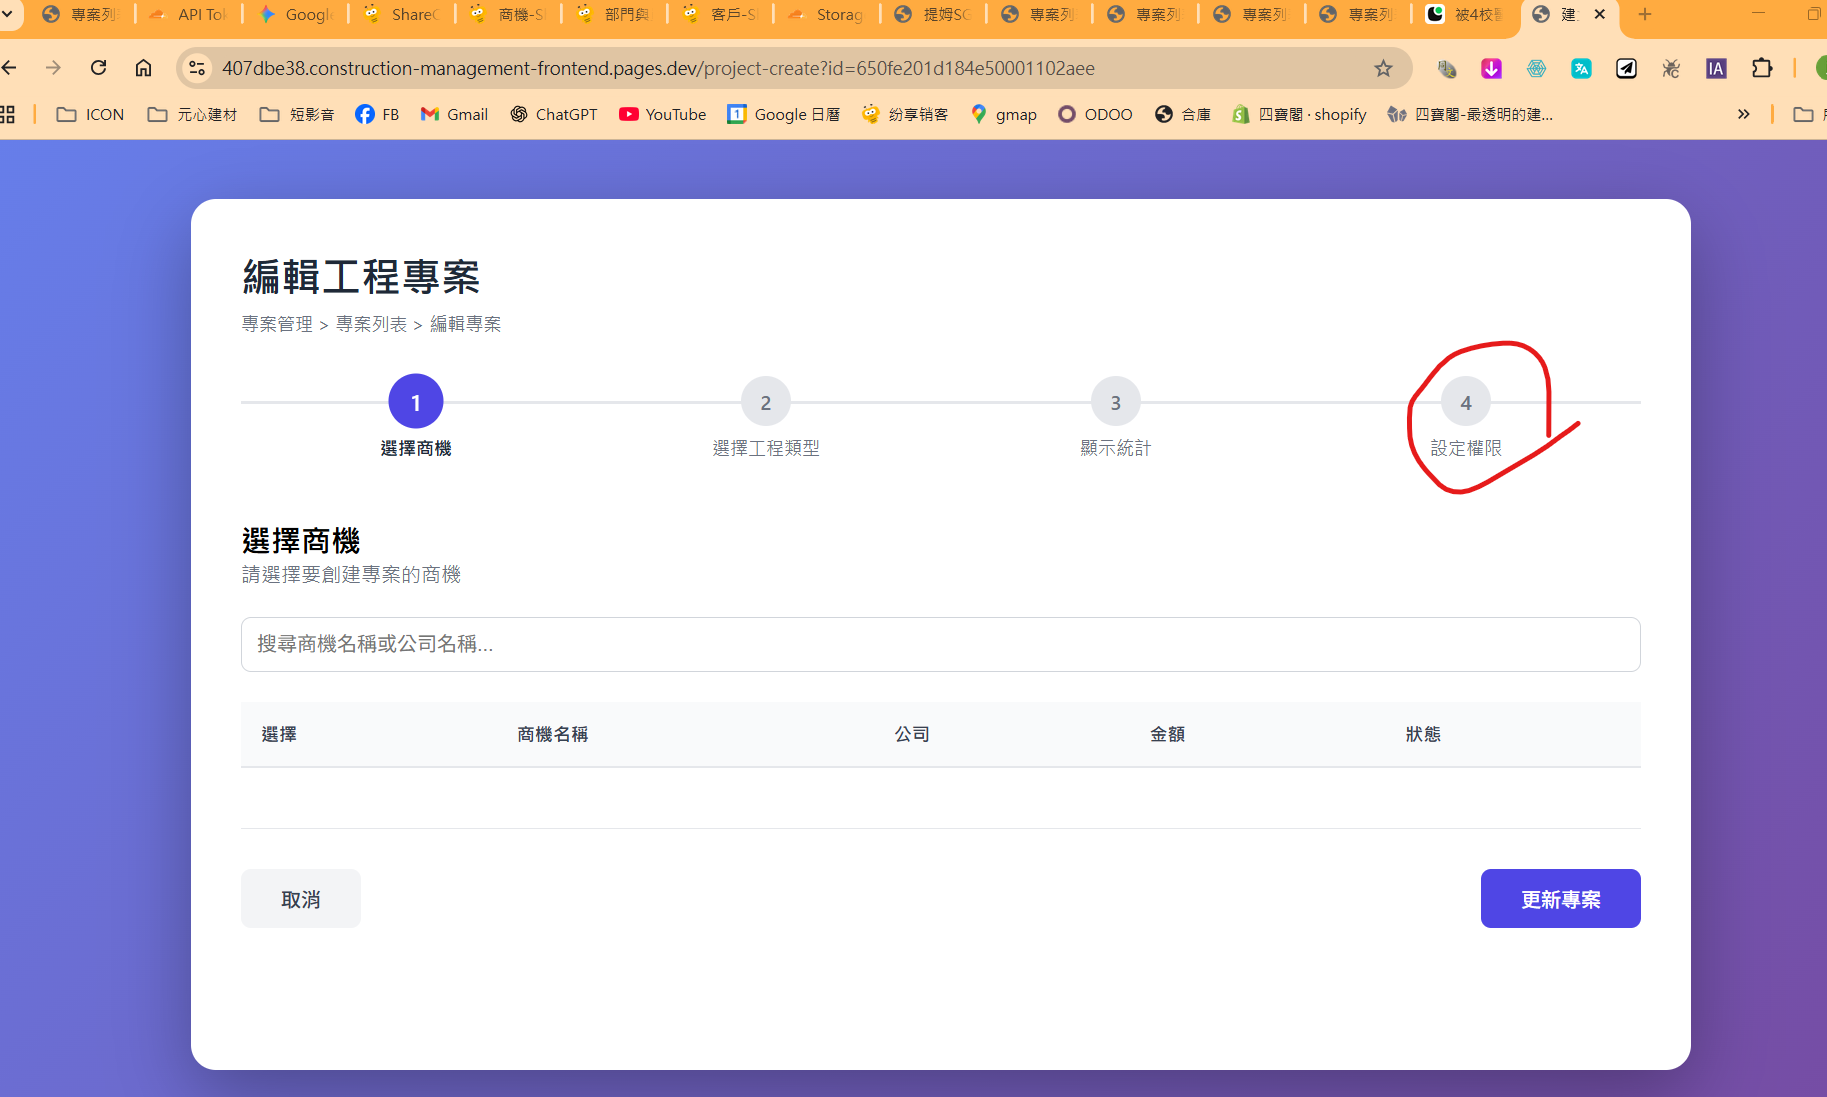 專案列
API Tok
Google
ShareC
商機-S
部門與
客戶-S
Storag
提姆SG
專案列
專案列
專案列
專案列
被4校
建
407dbe38.construction-management-frontend.pages.dev/project-create?id=650fe201d184e50001102aee
IA
ICON
元心建材
短影音
FB
Gmail
ChatGPT
YouTube
Google 日曆
纷享销客
gmap
ODOO
合庫
四寶閣 · shopify
四寶閣-最透明的建...
編輯工程專案
專案管理 > 專案列表 > 編輯專案
1
2
3
4
選擇商機
選擇工程類型
顯示統計
設定權限
選擇商機
請選擇要創建專案的商機
搜尋商機名稱或公司名稱...
選擇 商機名稱 公司 金額 狀態
取消
更新專案